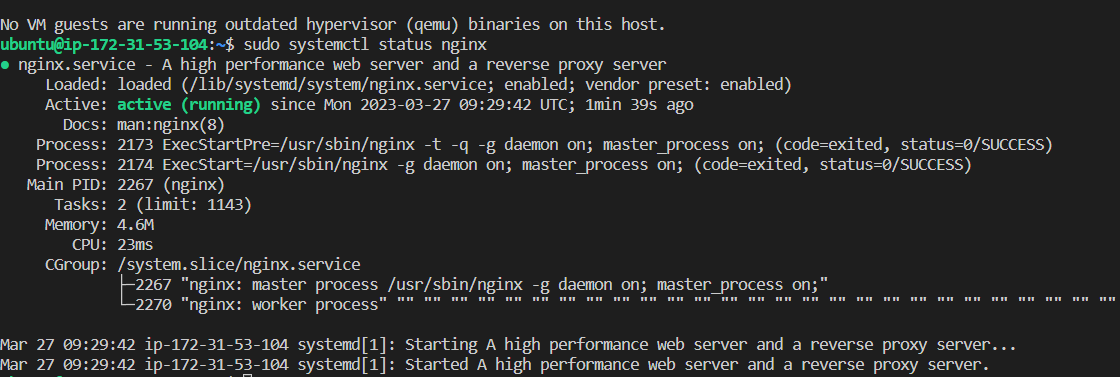 No VM guests are running outdated hypervisor (qemu) binaries on this host.
ubuntu@ip-172-31-53-104:~$ sudo systemctl status nginx
● nginx.service - A high performance web server and a reverse proxy server
     Loaded: loaded (/lib/systemd/system/nginx.service; enabled; vendor preset: enabled)
     Active: active (running) since Mon 2023-03-27 09:29:42 UTC; 1min 39s ago
       Docs: man:nginx(8)
    Process: 2173 ExecStartPre=/usr/sbin/nginx -t -q -g daemon on; master_process on; (code=exited, status=0/SUCCESS)
    Process: 2174 ExecStart=/usr/sbin/nginx -g daemon on; master_process on; (code=exited, status=0/SUCCESS)
   Main PID: 2267 (nginx)
      Tasks: 2 (limit: 1143)
     Memory: 4.6M
        CPU: 23ms
     CGroup: /system.slice/nginx.service
             ├─2267 "nginx: master process /usr/sbin/nginx -g daemon on; master_process on;"
             └─2270 "nginx: worker process" "" "" "" "" "" "" "" "" "" "" "" "" "" "" "" "" "" "" "" "" "" "" "" "" "" "" ""
Mar 27 09:29:42 ip-172-31-53-104 systemd[1]: Starting A high performance web server and a reverse proxy server...
Mar 27 09:29:42 ip-172-31-53-104 systemd[1]: Started A high performance web server and a reverse proxy server.